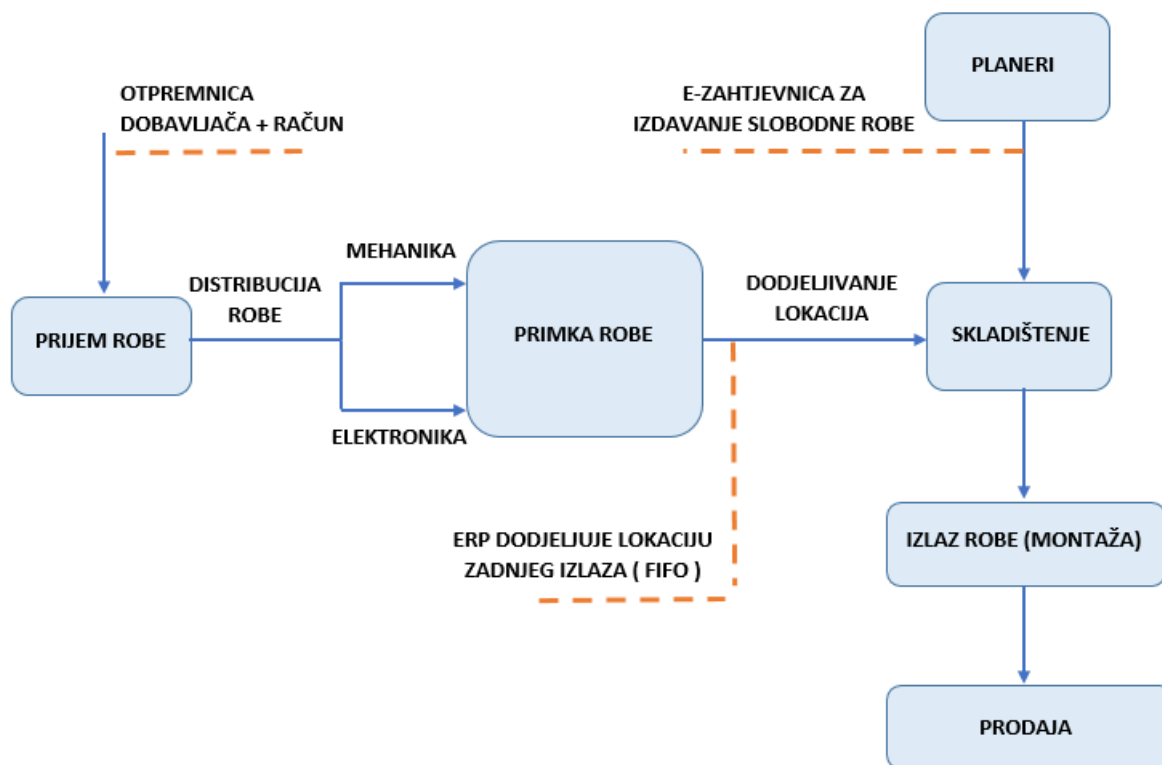 PLANERI
OTPREMNICA
DOBAVLJAČA + RAČUN
E-ZAHTJEVNICA ZA
IZDAVANJE SLOBODNE ROBE
MEHANIKA
DISTRIBUCIJA
ROBE
DODJELJIVANJE
LOKACIJA
PRIJEM ROBE
PRIMKA ROBE
SKLADIŠTENJE
ELEKTRONIKA
ERP DODJELJUJE LOKACIJU
ZADNJEG IZLAZA ( FIFO )
IZLAZ ROBE (MONTAŽA)
PRODAJA